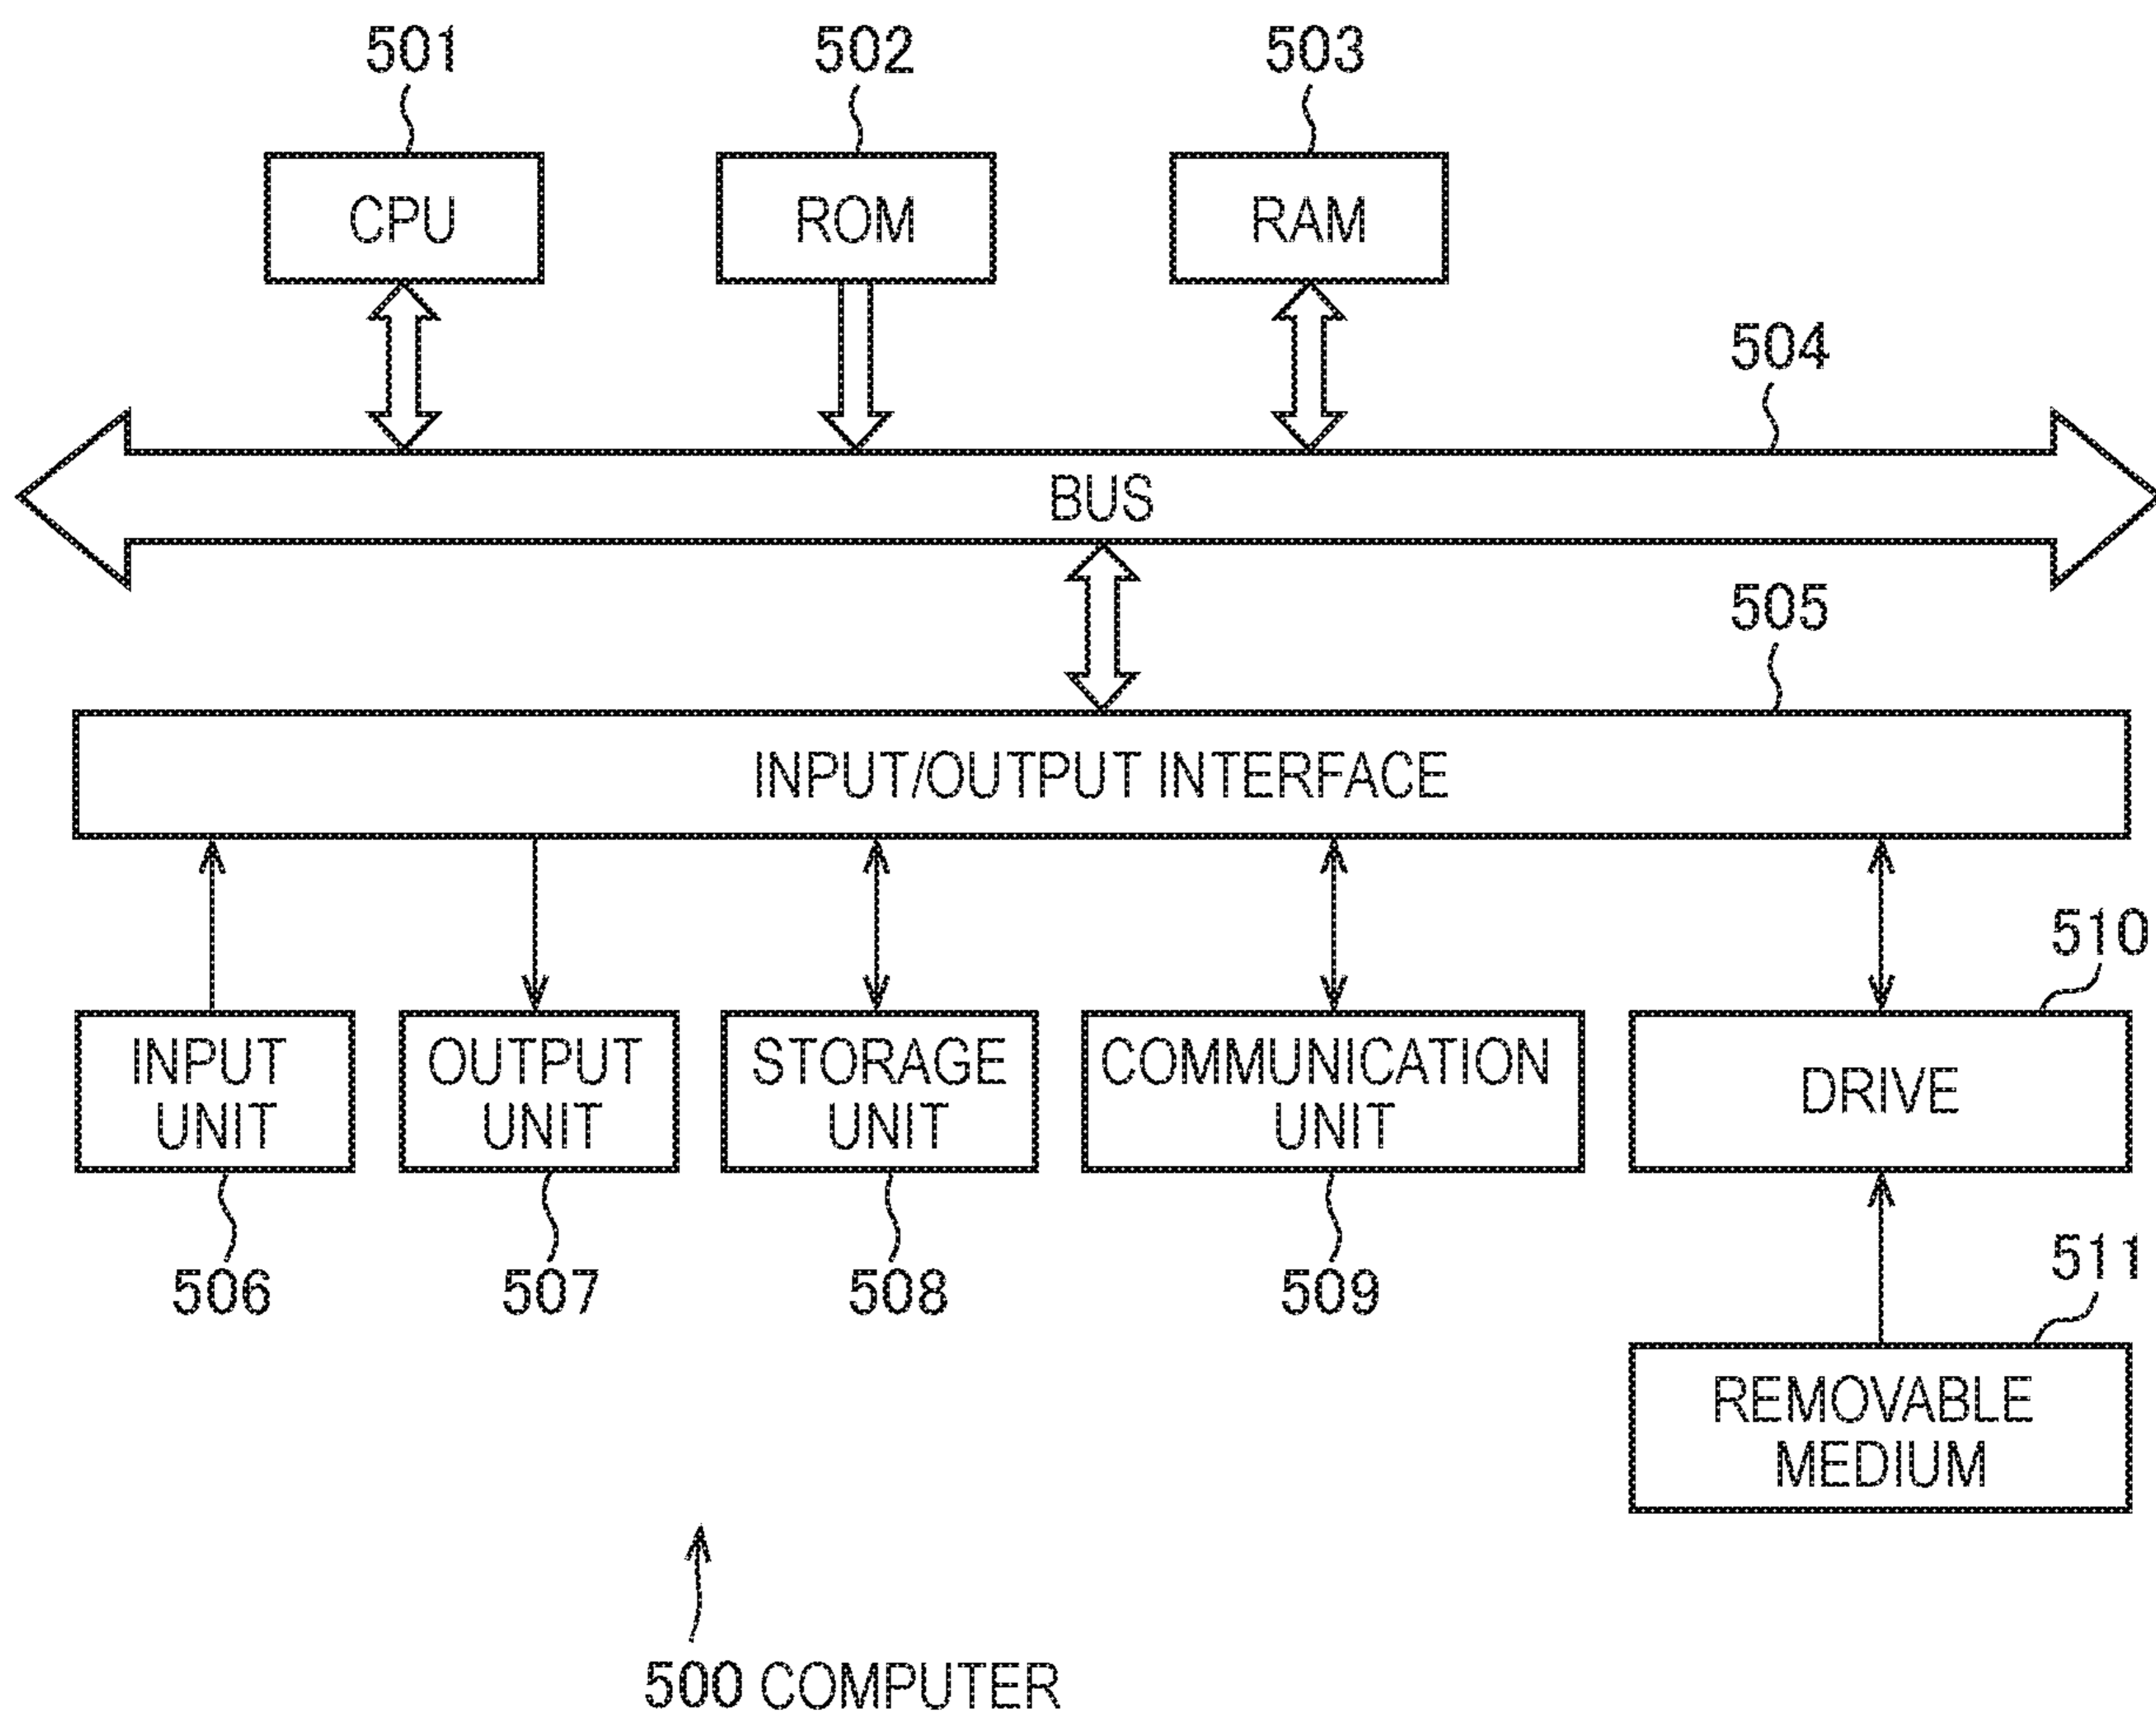 501
502
503
CPU
ROM
RAM
504
BUS
505
INPUT/OUTPUT INTERFACE
510
INPUT
UNIT
OUTPUT
UNIT
STORAGE
UNIT
COMMUNICATION
UNIT
DRIVE
506
507
508
509
511
REMOVABLE
MEDIUM
500 COMPUTER